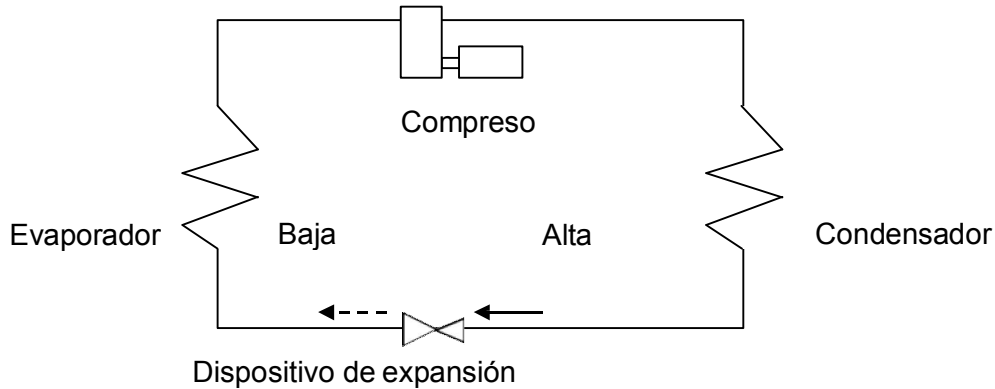 Compreso
Evaporador
Baja
Alta
Condensador
Dispositivo de expansión